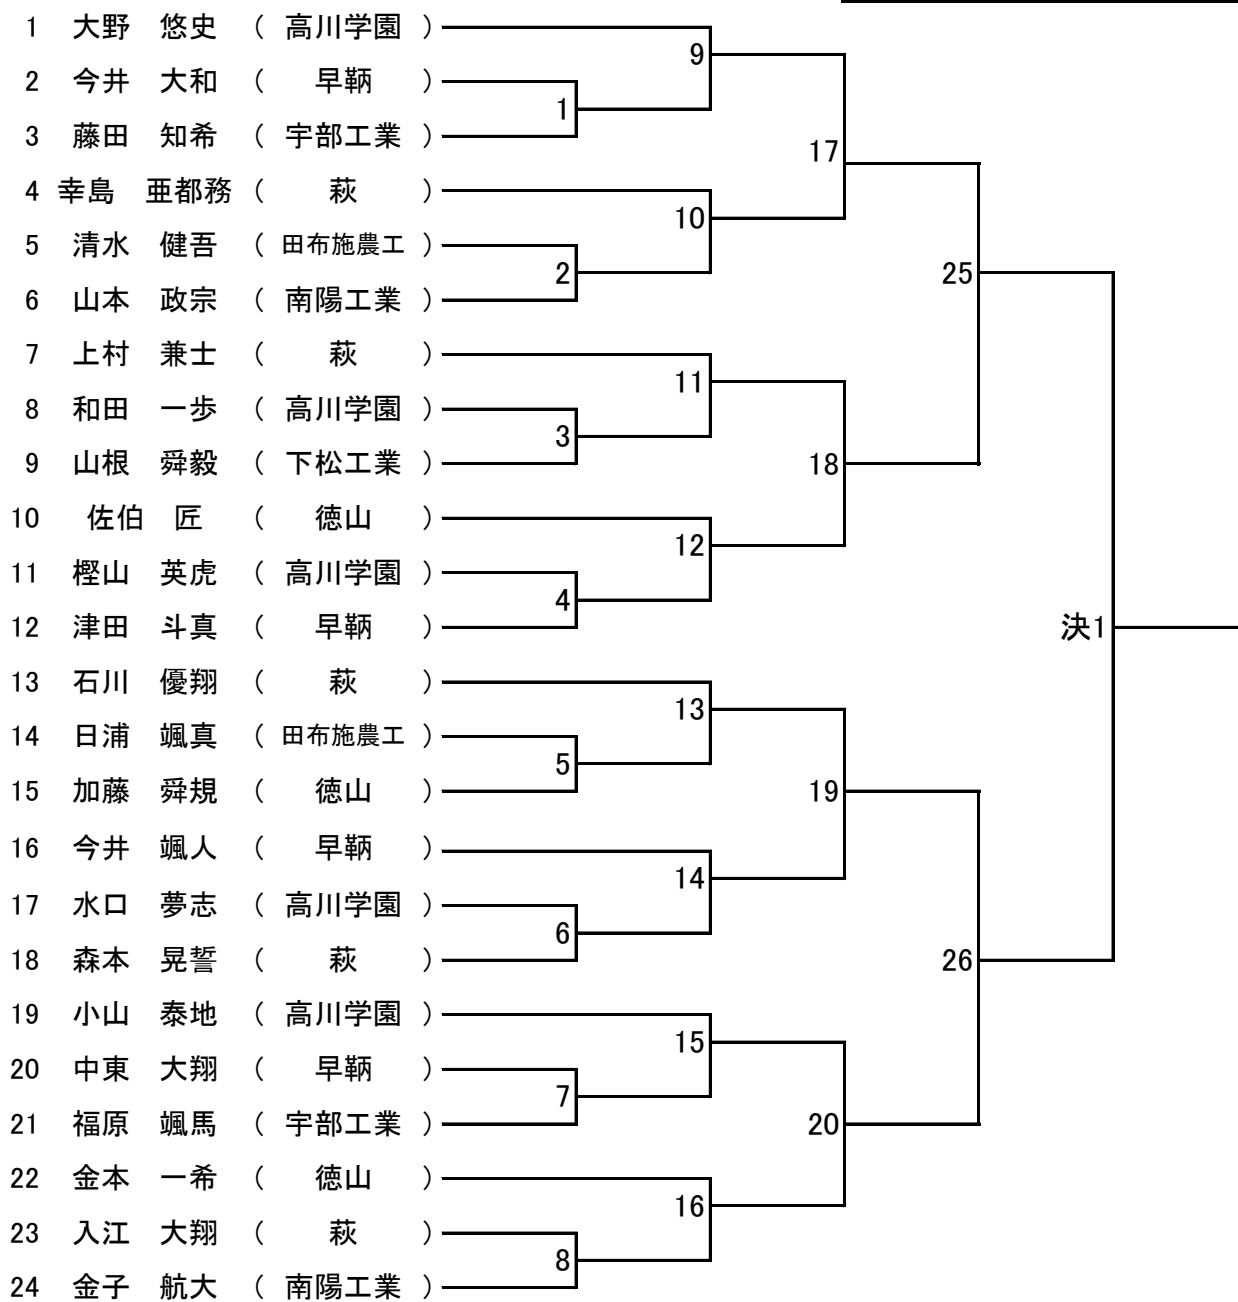 1 大野 悠史 ( 高川学園 )
9
2 今井 大和 ( 早鞆 )
1
3 藤田 知希 ( 宇部工業 )
17
4 幸島 亜都務 ( 萩 )
10
5 清水 健吾 ( 田布施農工 )
2
25
6 山本 政宗 ( 南陽工業 )
7 上村 兼士 ( 萩 )
11
8 和田 一歩 ( 高川学園 )
3
9 山根 舜毅 ( 下松工業 )
18
10 佐伯 匠 ( 徳山 )
12
11 樫山 英虎 ( 高川学園 )
4
12 津田 斗真 ( 早鞆 )
決1
13 石川 優翔 ( 萩 )
13
14 日浦 颯真 ( 田布施農工 )
5
15 加藤 舜規 ( 徳山 )
19
16 今井 颯人 ( 早鞆 )
14
17 水口 夢志 ( 高川学園 )
6
18 森本 晃誓 ( 萩 )
26
19 小山 泰地 ( 高川学園 )
15
20 中東 大翔 ( 早鞆 )
7
21 福原 颯馬 ( 宇部工業 )
20
22 金本 一希 ( 徳山 )
16
23 入江 大翔 ( 萩 )
8
24 金子 航大 ( 南陽工業 )